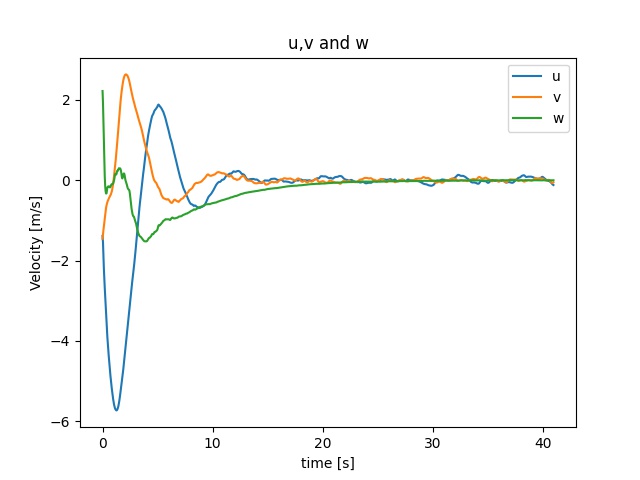 u,v and w
u
v
w
2
0
−2
−4
−6
Velocity [m/s]
0 10 20 30 40
time [s]